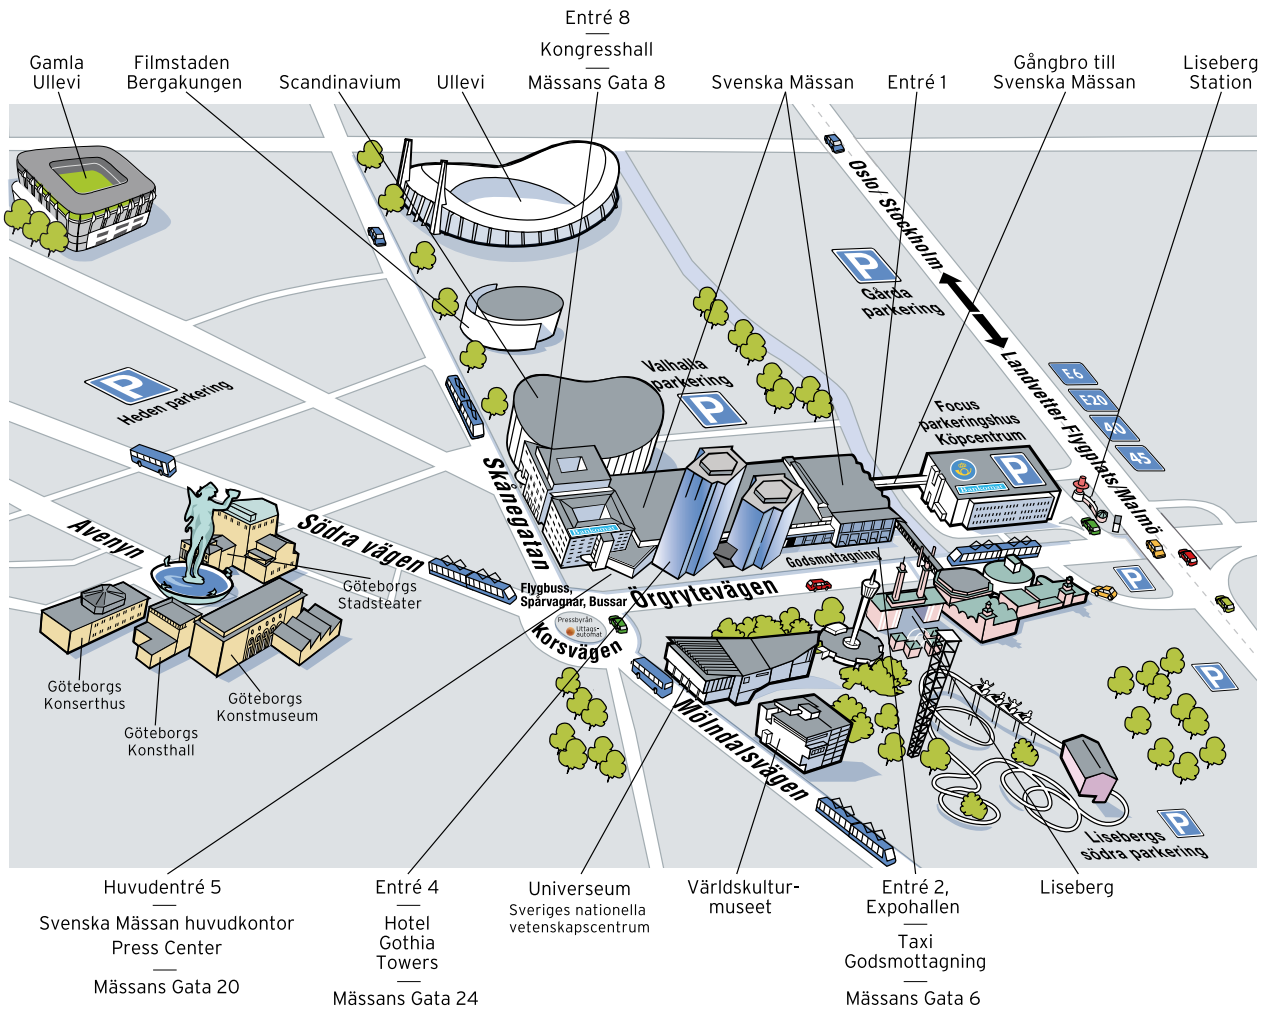 Entré 8
Kongresshall
Mässans Gata 8
Gamla
Ullevi
Filmstaden
Bergakungen
Scandinavium
Ullevi
Svenska Mässan
Entré 1
Gångbro till
Svenska Mässan
Liseberg
Station
Oslo/ Stockholm
P
Gårda
parkering
Landvetter Flygplats/Malmö
E6
E20
40
45
P
Heden parkering
Valhalla
parkering
P
Focus
parkeringshus
Köpcentrum
P
Skånegatan
Avenyn
Södra vägen
Göteborgs
Stadsteater
Flygbuss,
Spårvagnar, Bussar
Pressbyrån
Uttags-
automat
Korsvägen
Örgrytevägen
Godsmottagning
P
Göteborgs
Konserthus
Göteborgs
Konsthall
Göteborgs
Konstmuseum
Mölndalsvägen
P
P
Lisebergs
södra parkering
Huvudentré 5
Svenska Mässan huvudkontor
Press Center
Mässans Gata 20
Entré 4
Hotel
Gothia
Towers
Mässans Gata 24
Universeum
Sveriges nationella
vetenskapscentrum
Världskultur-
museet
Entré 2,
Expohallen
Taxi
Godsmottagning
Mässans Gata 6
Liseberg